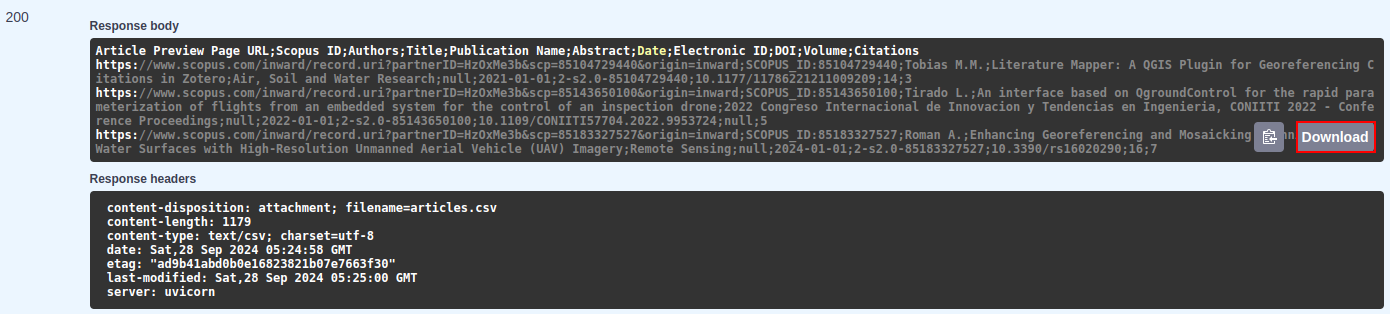 200
Response body
Article Preview Page URL;Scopus ID;Authors;Title;Publication Name;Abstract;Date;Electronic ID;DOI;Volume;Citations
https://www.scopus.com/inward/record.uri?partnerID=HzOxMe3b&scp=85104729440&origin=inward;SCOPUS_ID:85104729440;Tobias M.M.;Literature Mapper: A QGIS Plugin for Georeferencing C
itations in Zotero;Air, Soil and Water Research;null;2021-01-01;2-s2.0-85104729440;10.1177/11786221211009209;14;3
https://www.scopus.com/inward/record.uri?partnerID=HzOxMe3b&scp=85143650100&origin=inward;SCOPUS_ID:85143650100;Tirado L.;An interface based on QgroundControl for the rapid para
meterization of flights from an embedded system for the control of an inspection drone;2022 Congreso Internacional de Innovacion y Tendencias en Ingenieria, CONIITI 2022 - Confe
rence Proceedings;null;2022-01-01;2-s2.0-85143650100;10.1109/CONIITI57704.2022.9953724;null;5
https://www.scopus.com/inward/record.uri?partnerID=HzOxMe3b&scp=85183327527&origin=inward;SCOPUS_ID:85183327527;Roman A.;Enhancing Georeferencing and Mosaicking
Download
Water Surfaces with High-Resolution Unmanned Aerial Vehicle (UAV) Imagery;Remote Sensing;null;2024-01-01;2-s2.0-85183327527;10.3390/rs16020290;16;7
Response headers
content-disposition: attachment; filename=articles.csv
content-length: 1179
content-type: text/csv; charset=utf-8
date: Sat,28 Sep 2024 05:24:58 GMT
etag: "ad9b41abd0b0e16823821b07e7663f30"
last-modified: Sat,28 Sep 2024 05:25:00 GMT
server: uvicorn